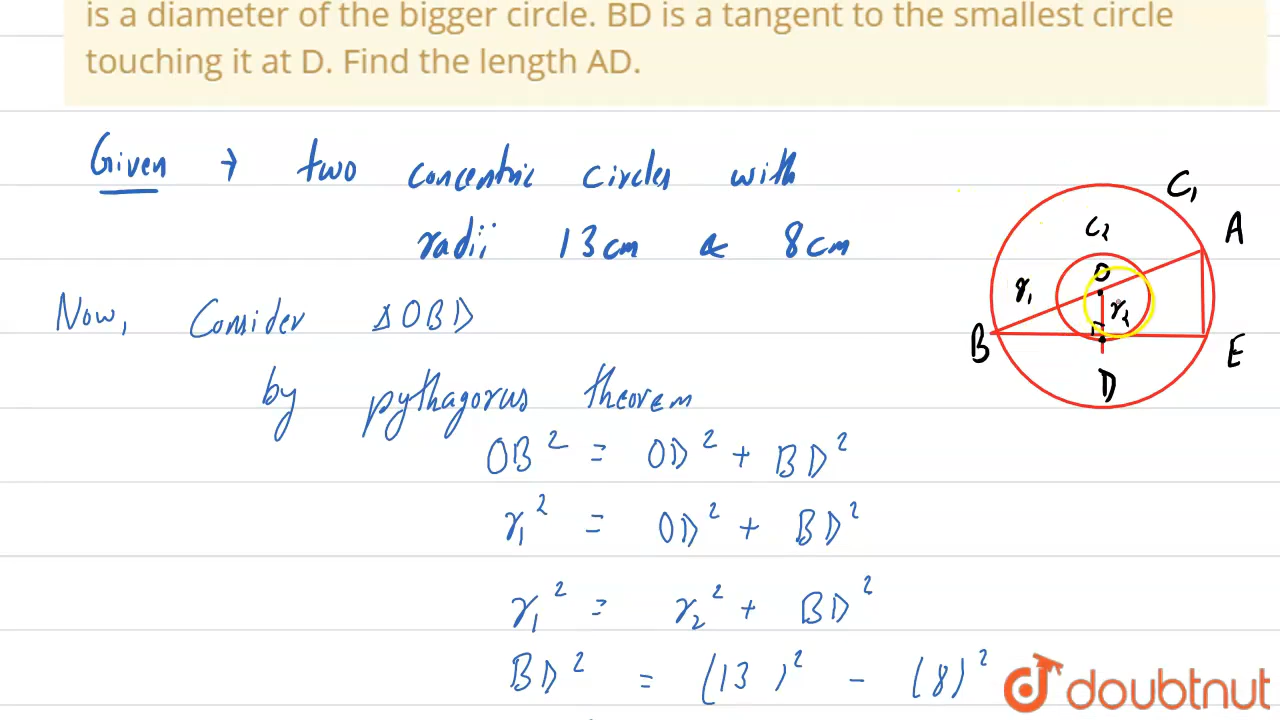 is a diameter of the bigger circle. BD is a tangent to the smallest circle
touching it at D. Find the length AD.
Given → two concentric circles with
radii 13cm & 8cm
Now, Consider ΔOBD
by pythagorus theorem
OB² = OD² + BD²
r₁² = OD² + BD²
r₁² = r₂² + BD²
BD² = (13)² - (8)²
C₁
A
C₂
O
r₁
r₂
B
E
D
doubtnut